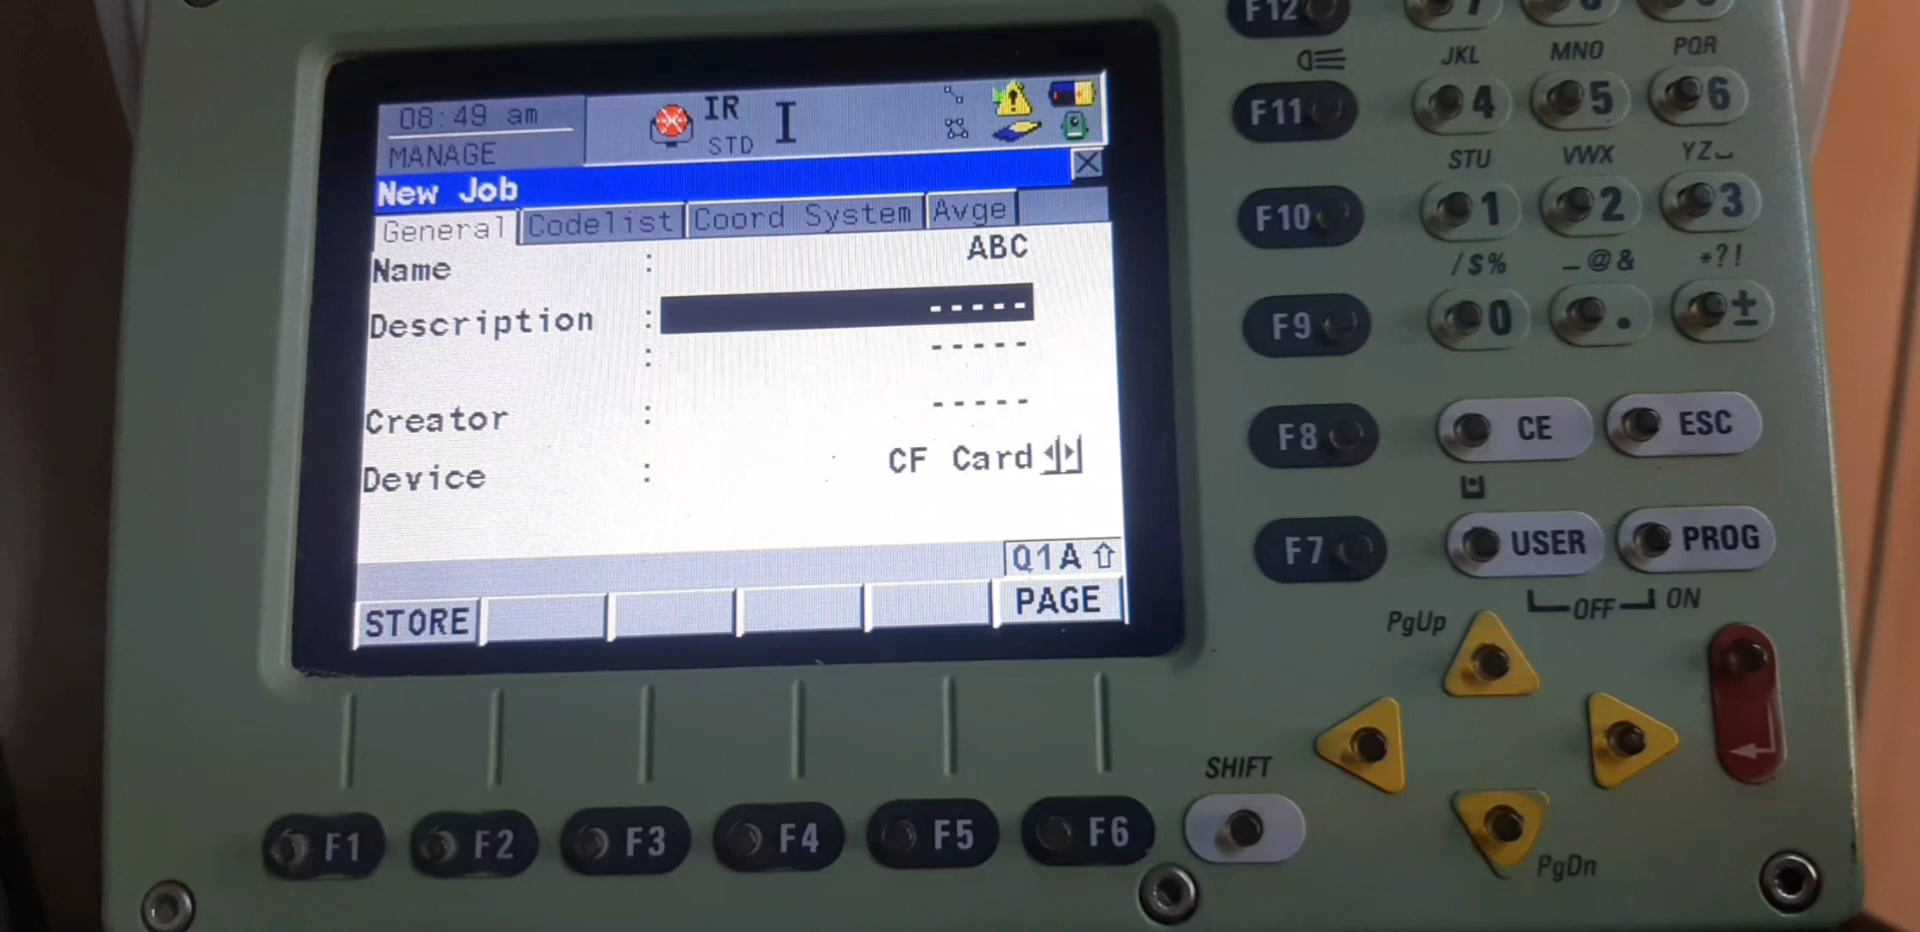 08:49 am
MANAGE
IR
STD
I
New Job
General Codelist Coord System Avge
Name : ABC
Description : -----
: -----
Creator : -----
Device : CF Card
Q1A
STORE PAGE
F1 F2 F3 F4 F5 F6
SHIFT
F12
F11
F10
F9
F8
F7
7
JKL MNO PQR
4 5 6
STU VWX YZ
1 2 3
/$% _@& *?!
0 . ±
CE ESC
USER PROG
OFF ON
PgUp
PgDn